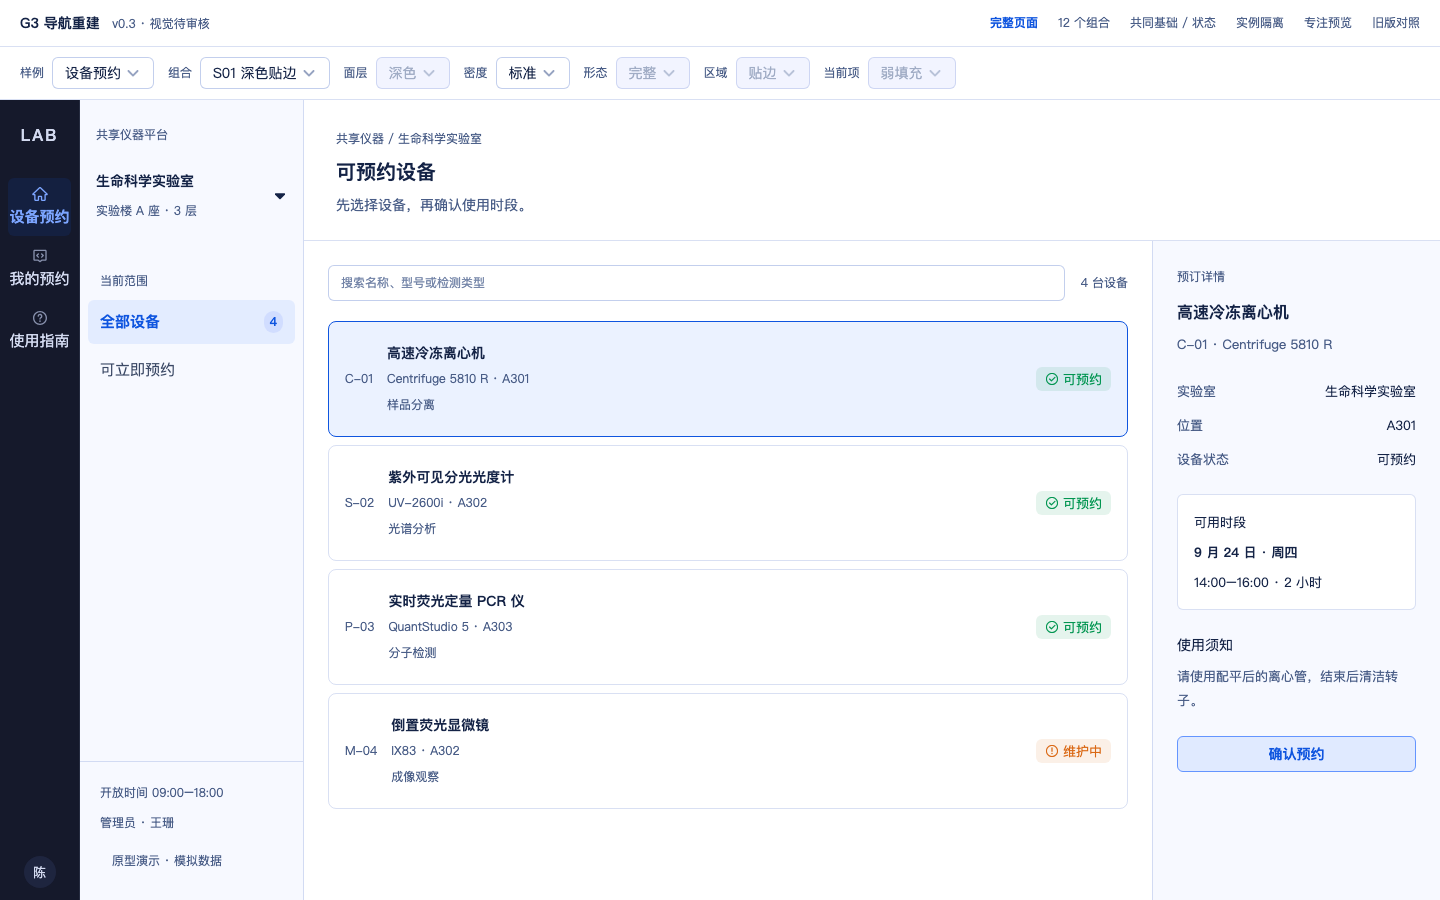 G3 导航重建 v0.3 · 视觉待审核
完整页面 12 个组合 共同基础 / 状态 实例隔离 专注预览 旧版对照
样例 设备预约 组合 S01 深色贴边 面层 深色 密度 标准 形态 完整 区域 贴边 当前项 弱填充
LAB
设备预约
我的预约
使用指南
陈
共享仪器平台
生命科学实验室
实验楼 A 座 · 3 层
当前范围
全部设备 4
可立即预约
开放时间 09:00—18:00
管理员 · 王珊
原型演示 · 模拟数据
共享仪器 / 生命科学实验室
可预约设备
先选择设备，再确认使用时段。
搜索名称、型号或检测类型 4 台设备
高速冷冻离心机
C-01 Centrifuge 5810 R · A301 可预约
样品分离
紫外可见分光光度计
S-02 UV-2600i · A302 可预约
光谱分析
实时荧光定量 PCR 仪
P-03 QuantStudio 5 · A303 可预约
分子检测
倒置荧光显微镜
M-04 IX83 · A302 维护中
成像观察
预订详情
高速冷冻离心机
C-01 · Centrifuge 5810 R
实验室 生命科学实验室
位置 A301
设备状态 可预约
可用时段
9 月 24 日 · 周四
14:00—16:00 · 2 小时
使用须知
请使用配平后的离心管，结束后清洁转
子。
确认预约